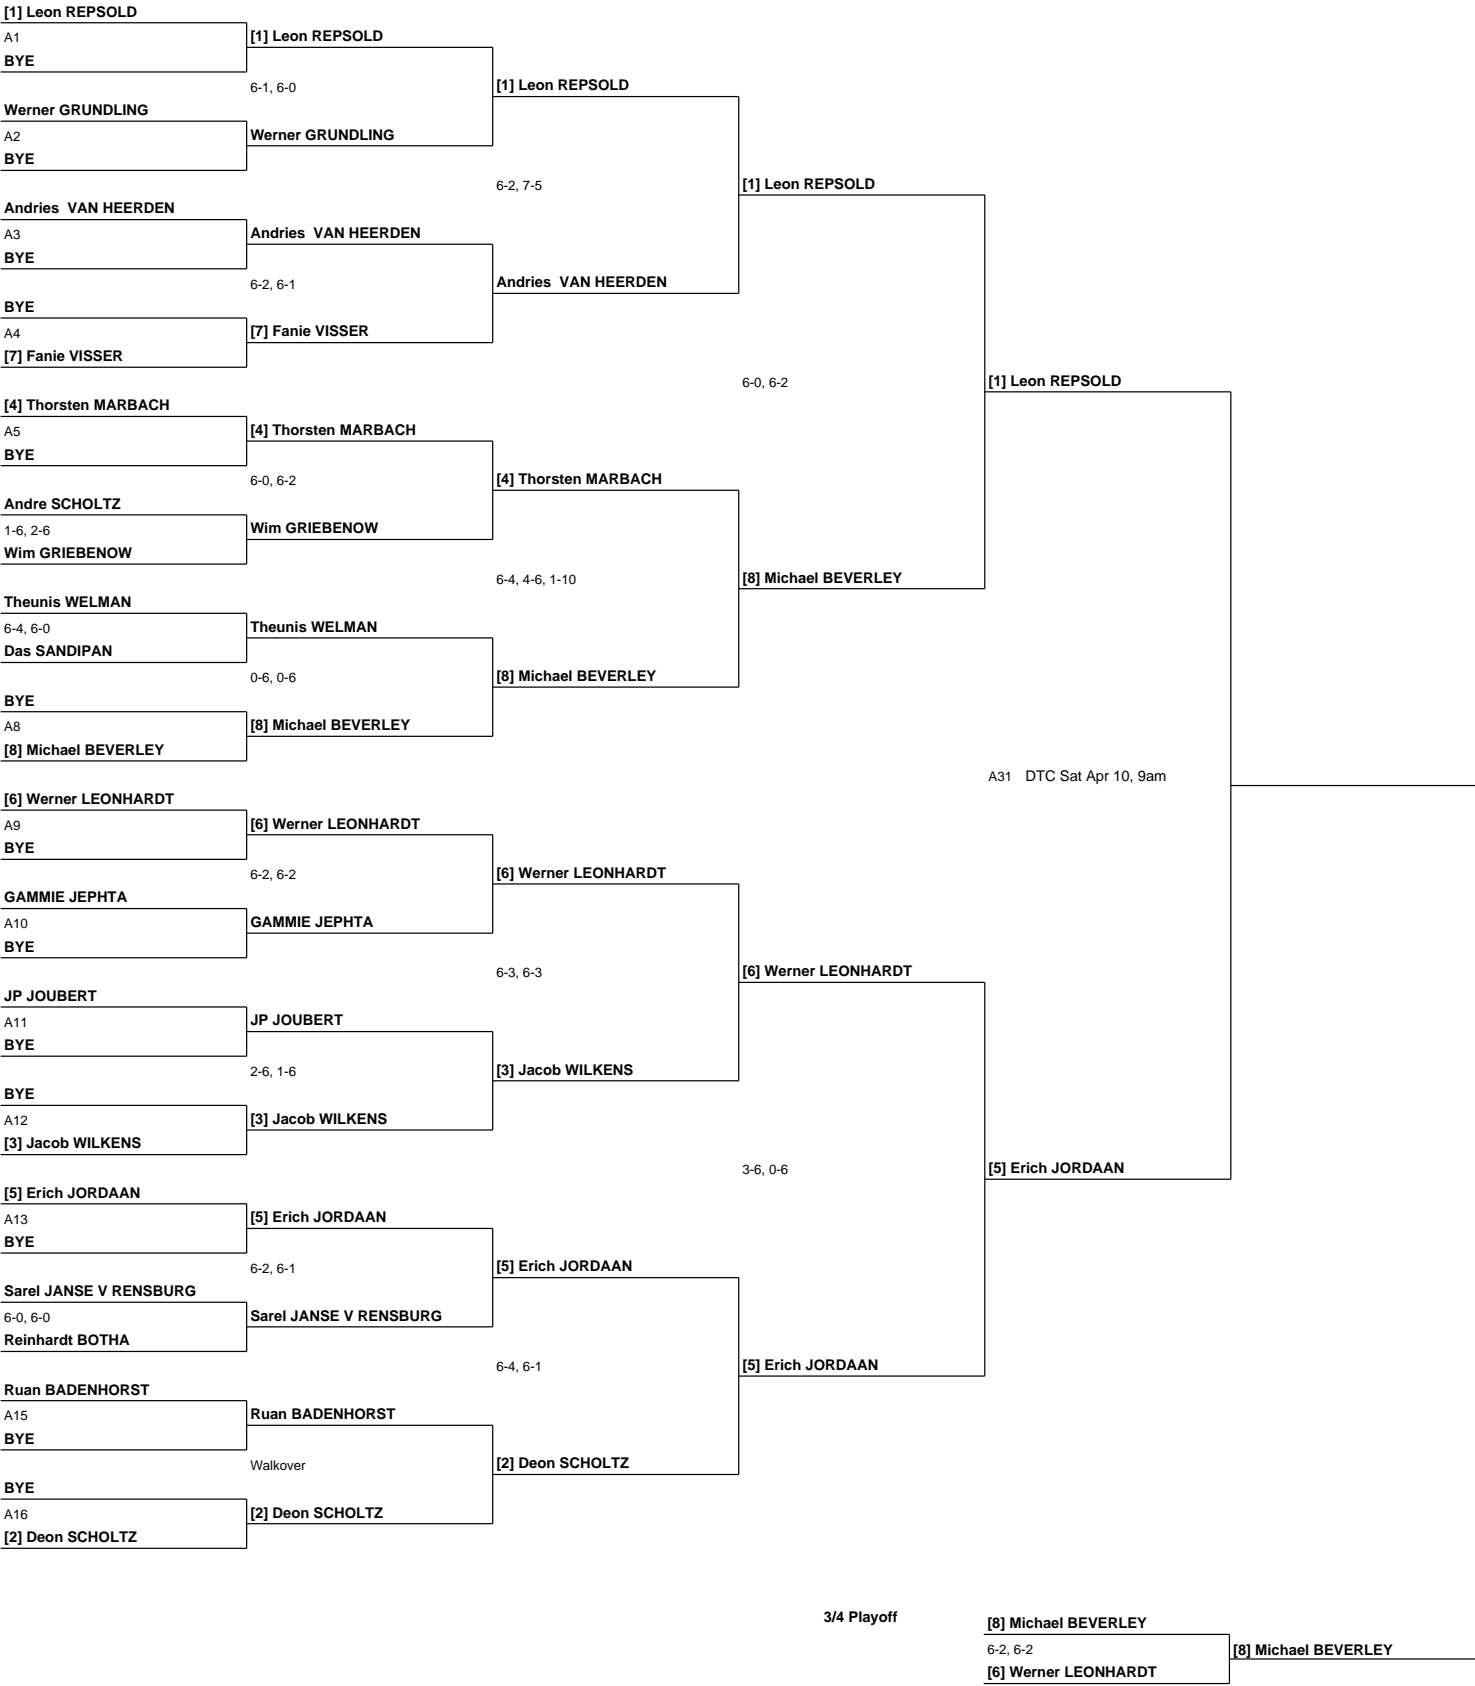 [1] Leon REPSOLD
A1
BYE
Werner GRUNDLING
A2
BYE
Andries  VAN HEERDEN
A3
BYE
BYE
A4
[7] Fanie VISSER
[4] Thorsten MARBACH
A5
BYE
Andre SCHOLTZ
1-6, 2-6
Wim GRIEBENOW
Theunis WELMAN
6-4, 6-0
Das SANDIPAN
BYE
A8
[8] Michael BEVERLEY
[6] Werner LEONHARDT
A9
BYE
GAMMIE JEPHTA
A10
BYE
JP JOUBERT
A11
BYE
BYE
A12
[3] Jacob WILKENS
[5] Erich JORDAAN
A13
BYE
Sarel JANSE V RENSBURG
6-0, 6-0
Reinhardt BOTHA
Ruan BADENHORST
A15
BYE
BYE
A16
[2] Deon SCHOLTZ
[1] Leon REPSOLD
6-1, 6-0
Werner GRUNDLING
Andries  VAN HEERDEN
6-2, 6-1
[7] Fanie VISSER
[4] Thorsten MARBACH
6-0, 6-2
Wim GRIEBENOW
Theunis WELMAN
0-6, 0-6
[8] Michael BEVERLEY
[6] Werner LEONHARDT
6-2, 6-2
GAMMIE JEPHTA
JP JOUBERT
2-6, 1-6
[3] Jacob WILKENS
[5] Erich JORDAAN
6-2, 6-1
Sarel JANSE V RENSBURG
Ruan BADENHORST
Walkover
[2] Deon SCHOLTZ
[1] Leon REPSOLD
6-2, 7-5
Andries  VAN HEERDEN
[4] Thorsten MARBACH
6-4, 4-6, 1-10
[8] Michael BEVERLEY
[6] Werner LEONHARDT
6-3, 6-3
[3] Jacob WILKENS
[5] Erich JORDAAN
6-4, 6-1
[2] Deon SCHOLTZ
[1] Leon REPSOLD
6-0, 6-2
[8] Michael BEVERLEY
[6] Werner LEONHARDT
3-6, 0-6
[5] Erich JORDAAN
[1] Leon REPSOLD
A31 DTC Sat Apr 10, 9am
[5] Erich JORDAAN
3/4 Playoff
[8] Michael BEVERLEY
6-2, 6-2
[6] Werner LEONHARDT
[8] Michael BEVERLEY